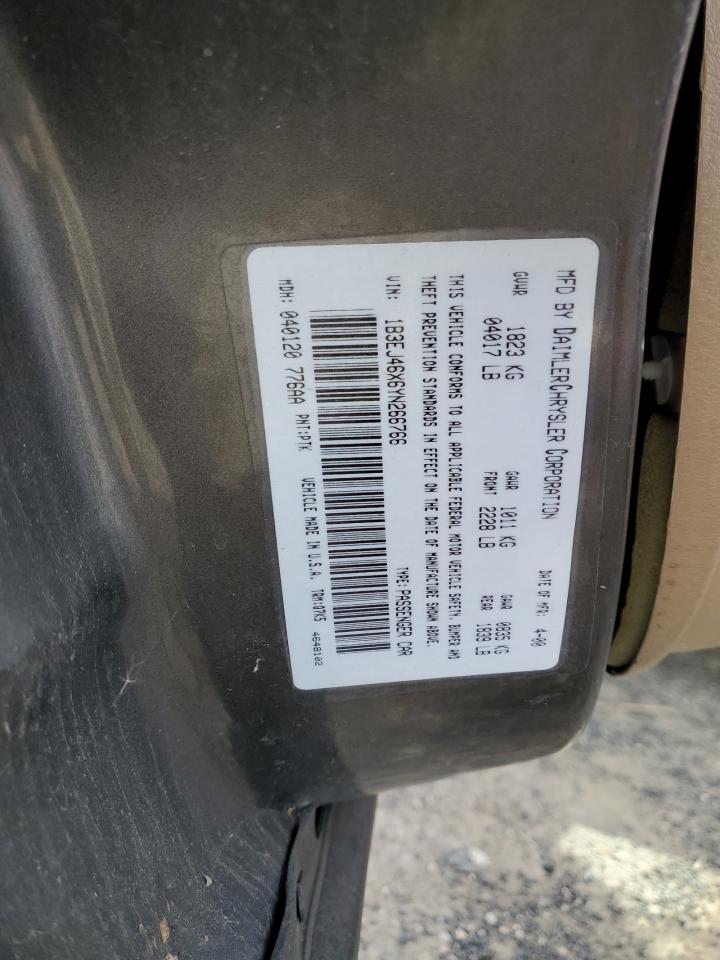 MFD BY DAIMLERCHRYSLER CORPORATION DATE OF MFR: 4-00
GVWR 1823 KG GAWR 1011 KG GAWR 0835 KG
04017 LB FRONT 2228 LB REAR 1839 LB
THIS VEHICLE CONFORMS TO ALL APPLICABLE FEDERAL MOTOR VEHICLE SAFETY, BUMPER AND
THEFT PREVENTION STANDARDS IN EFFECT ON THE DATE OF MANUFACTURE SHOWN ABOVE.
VIN: 1B3EJ46X6YN266766 TYPE: PASSENGER CAR
MDH: 040120 776AA PNT:PTK VEHICLE MADE IN U.S.A. TRM:Q7K5
4648102